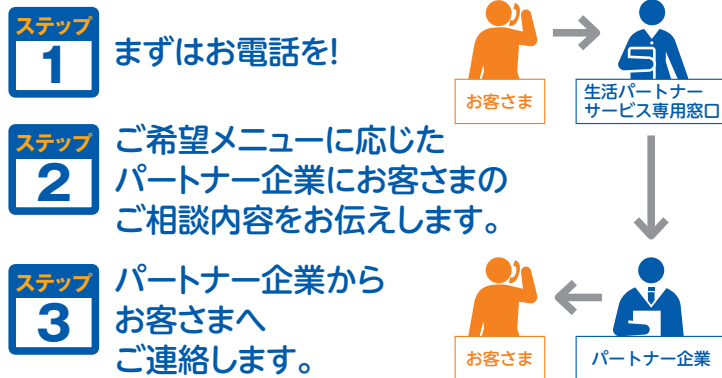 ステップ
1
まずはお電話を!
お客さま
生活パートナー
サービス専用窓口
ステップ
2
ご希望メニューに応じた
パートナー企業にお客さまの
ご相談内容をお伝えします。
ステップ
3
パートナー企業から
お客さまへ
ご連絡します。
お客さま
パートナー企業